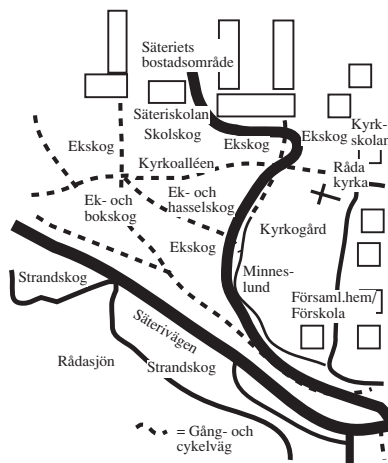 Säteriets
bostadsområde
Säteriskolan
Skolskog
Ekskog
Ekskog
Ekskog
Kyrk-
skolan
Kyrkoalléen
Råda
kyrka
Ek- och
bokskog
Ek- och
hasselskog
Kyrkogård
Ekskog
Minnes-
lund
Strandskog
Församl.hem/
Förskola
Säterivägen
Rådasjön
Strandskog
= Gång- och
cykelväg